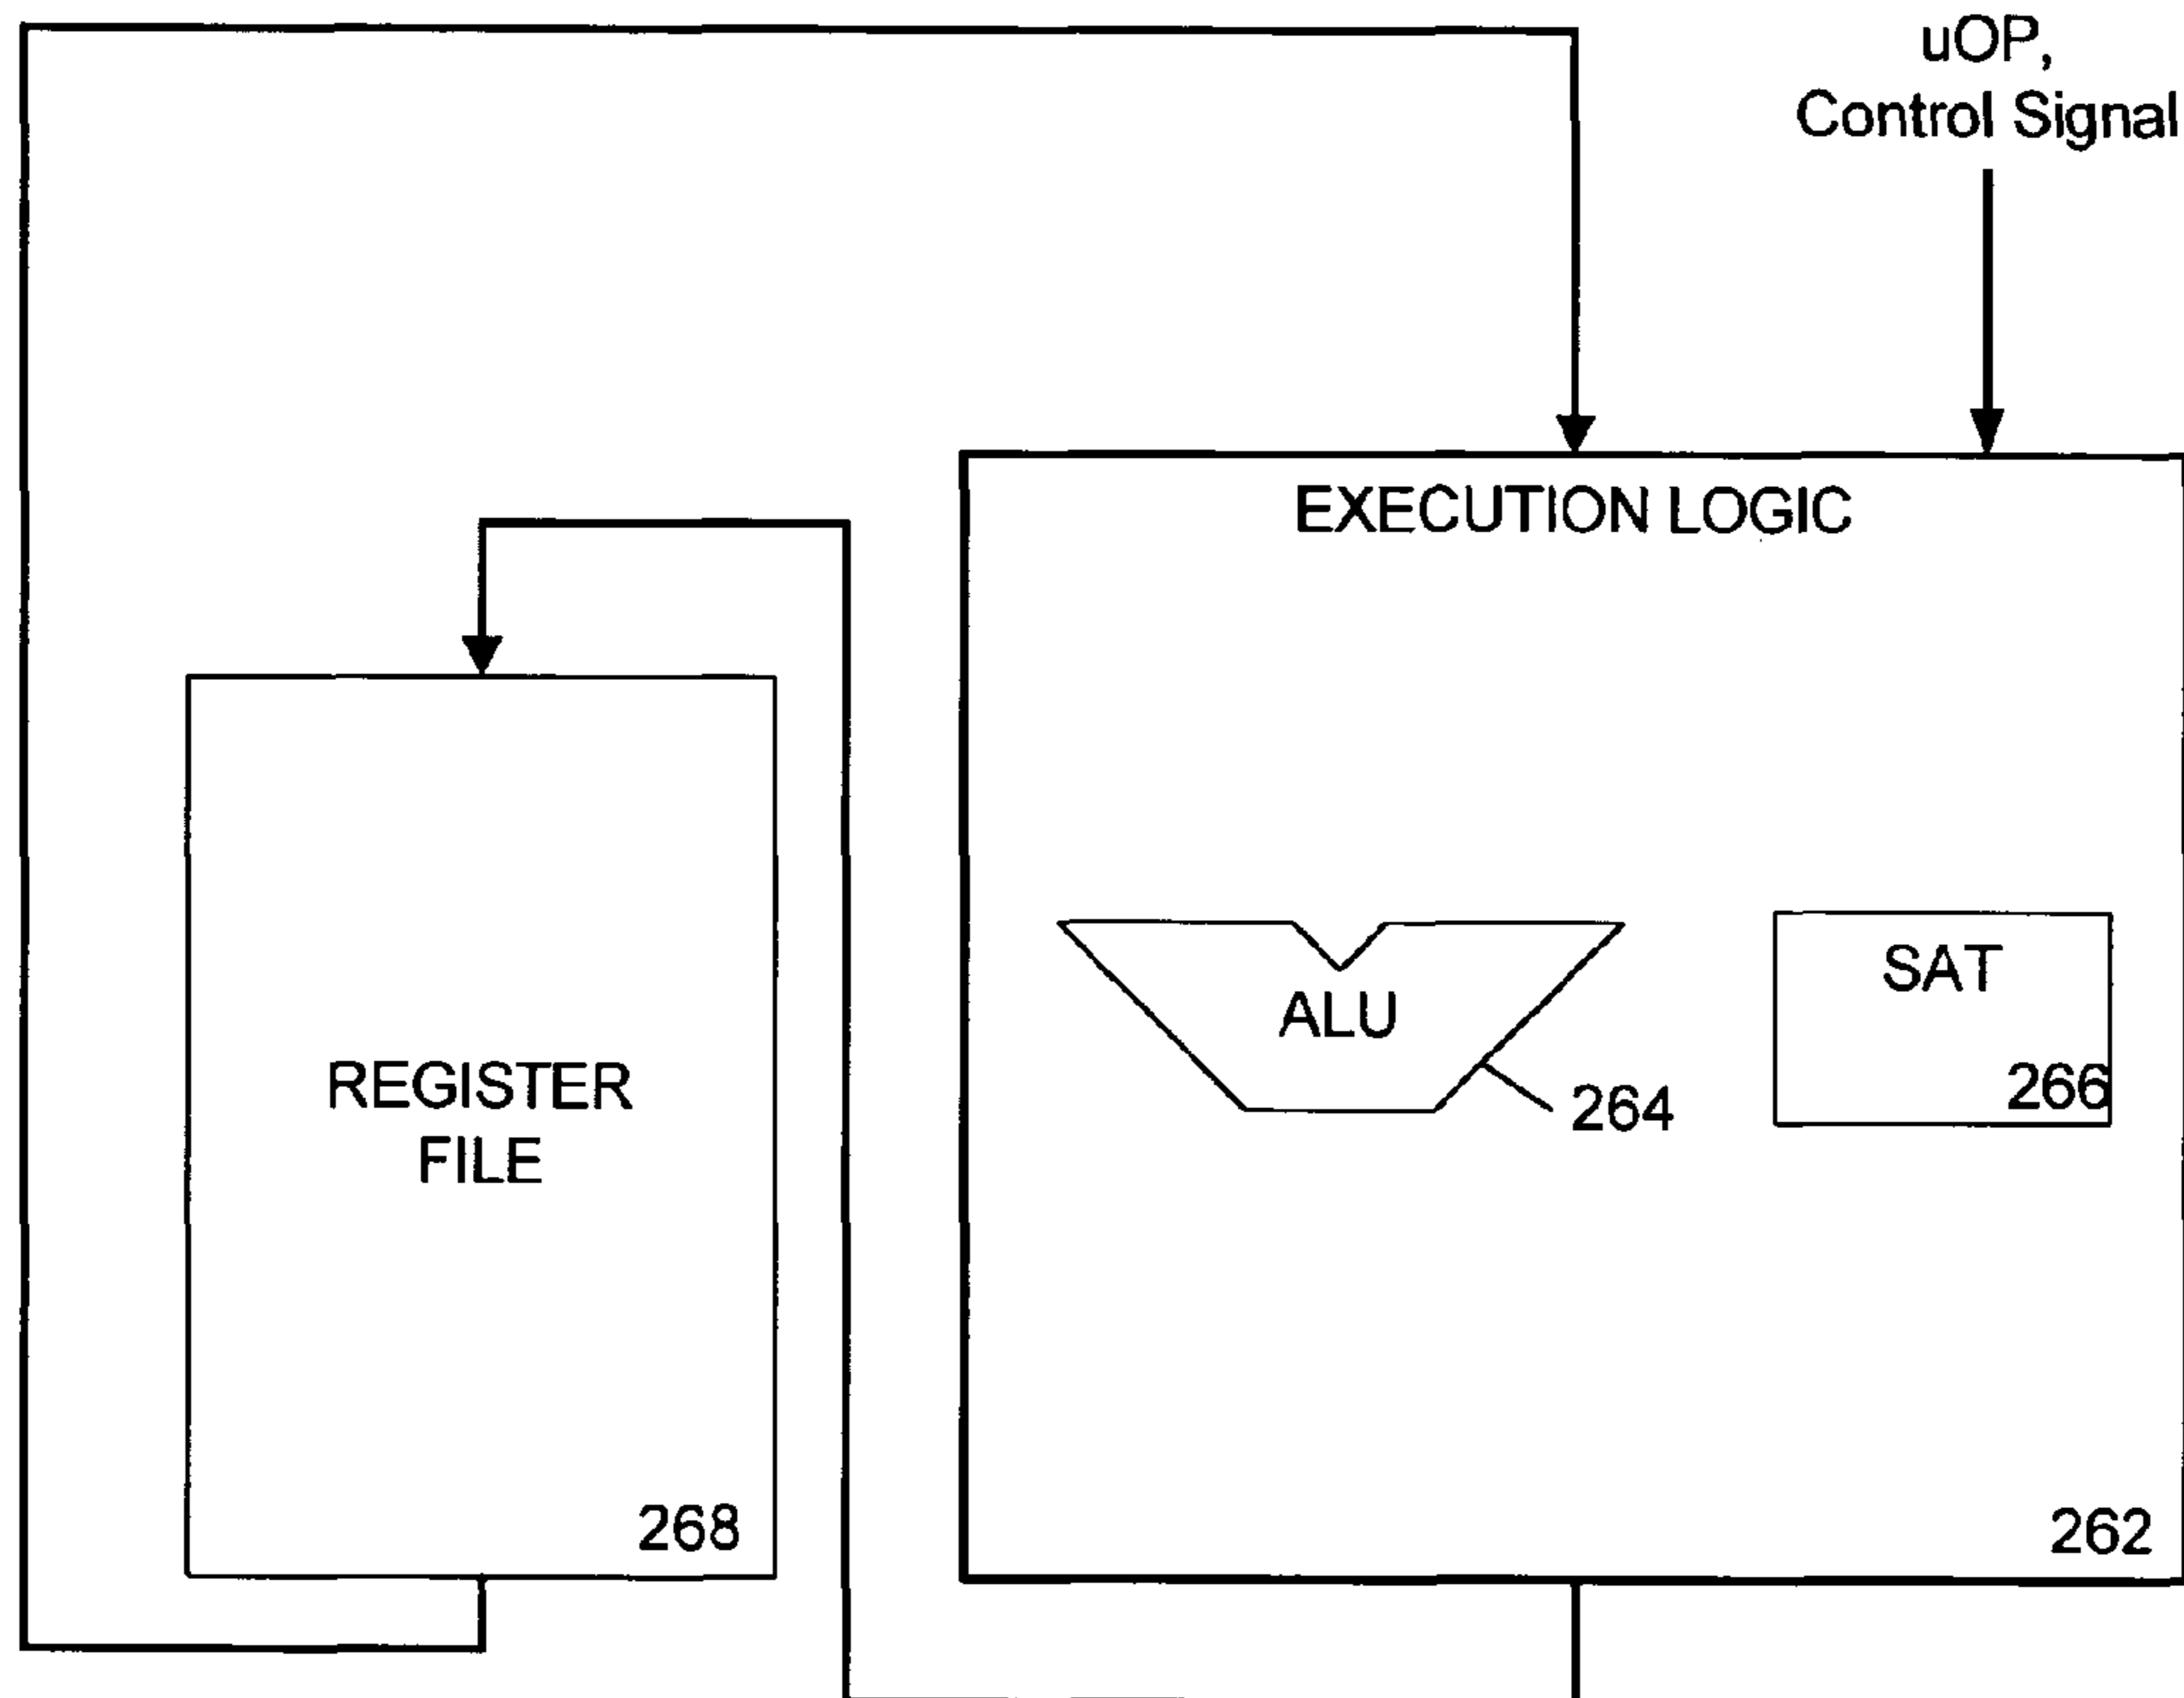 uOP,
Control Signal
EXECUTION LOGIC
ALU
264
SAT
266
REGISTER
FILE
268
262